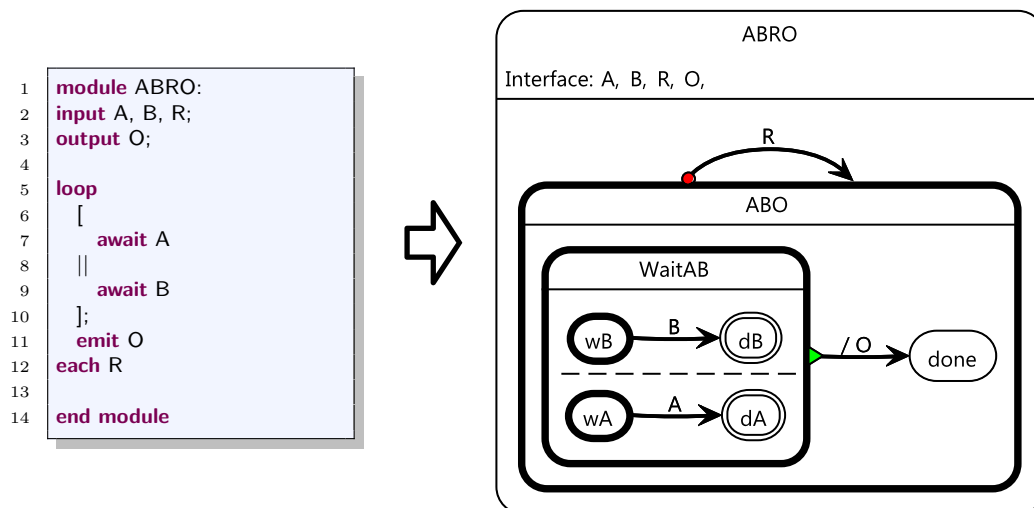 1 module ABRO:
2 input A, B, R;
3 output O;
4
5 loop
6 [
7 await A
8 ||
9 await B
10 ];
11 emit O
12 each R
13
14 end module
ABRO
Interface: A, B, R, O,
R
ABO
WaitAB
wB B dB
/ O done
wA A dA